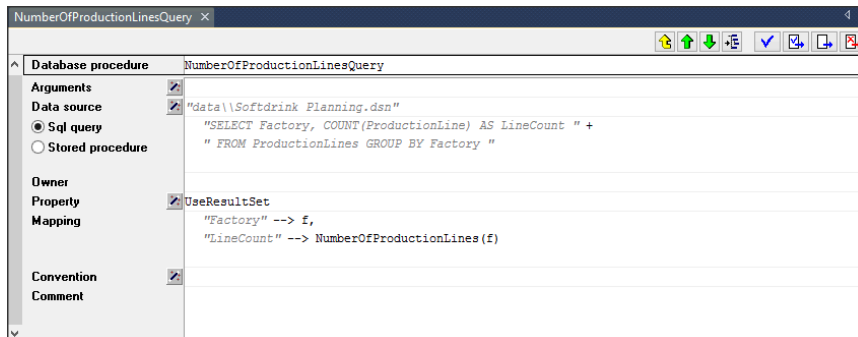 NumberOfProductionLinesQuery ×
Database procedure NumberOfProductionLinesQuery
Arguments
Data source "data\\Softdrink Planning.dsn"
Sql query "SELECT Factory, COUNT(ProductionLine) AS LineCount " +
Stored procedure " FROM ProductionLines GROUP BY Factory "
Owner
Property UseResultSet
Mapping "Factory" --> f,
"LineCount" --> NumberOfProductionLines(f)
Convention
Comment